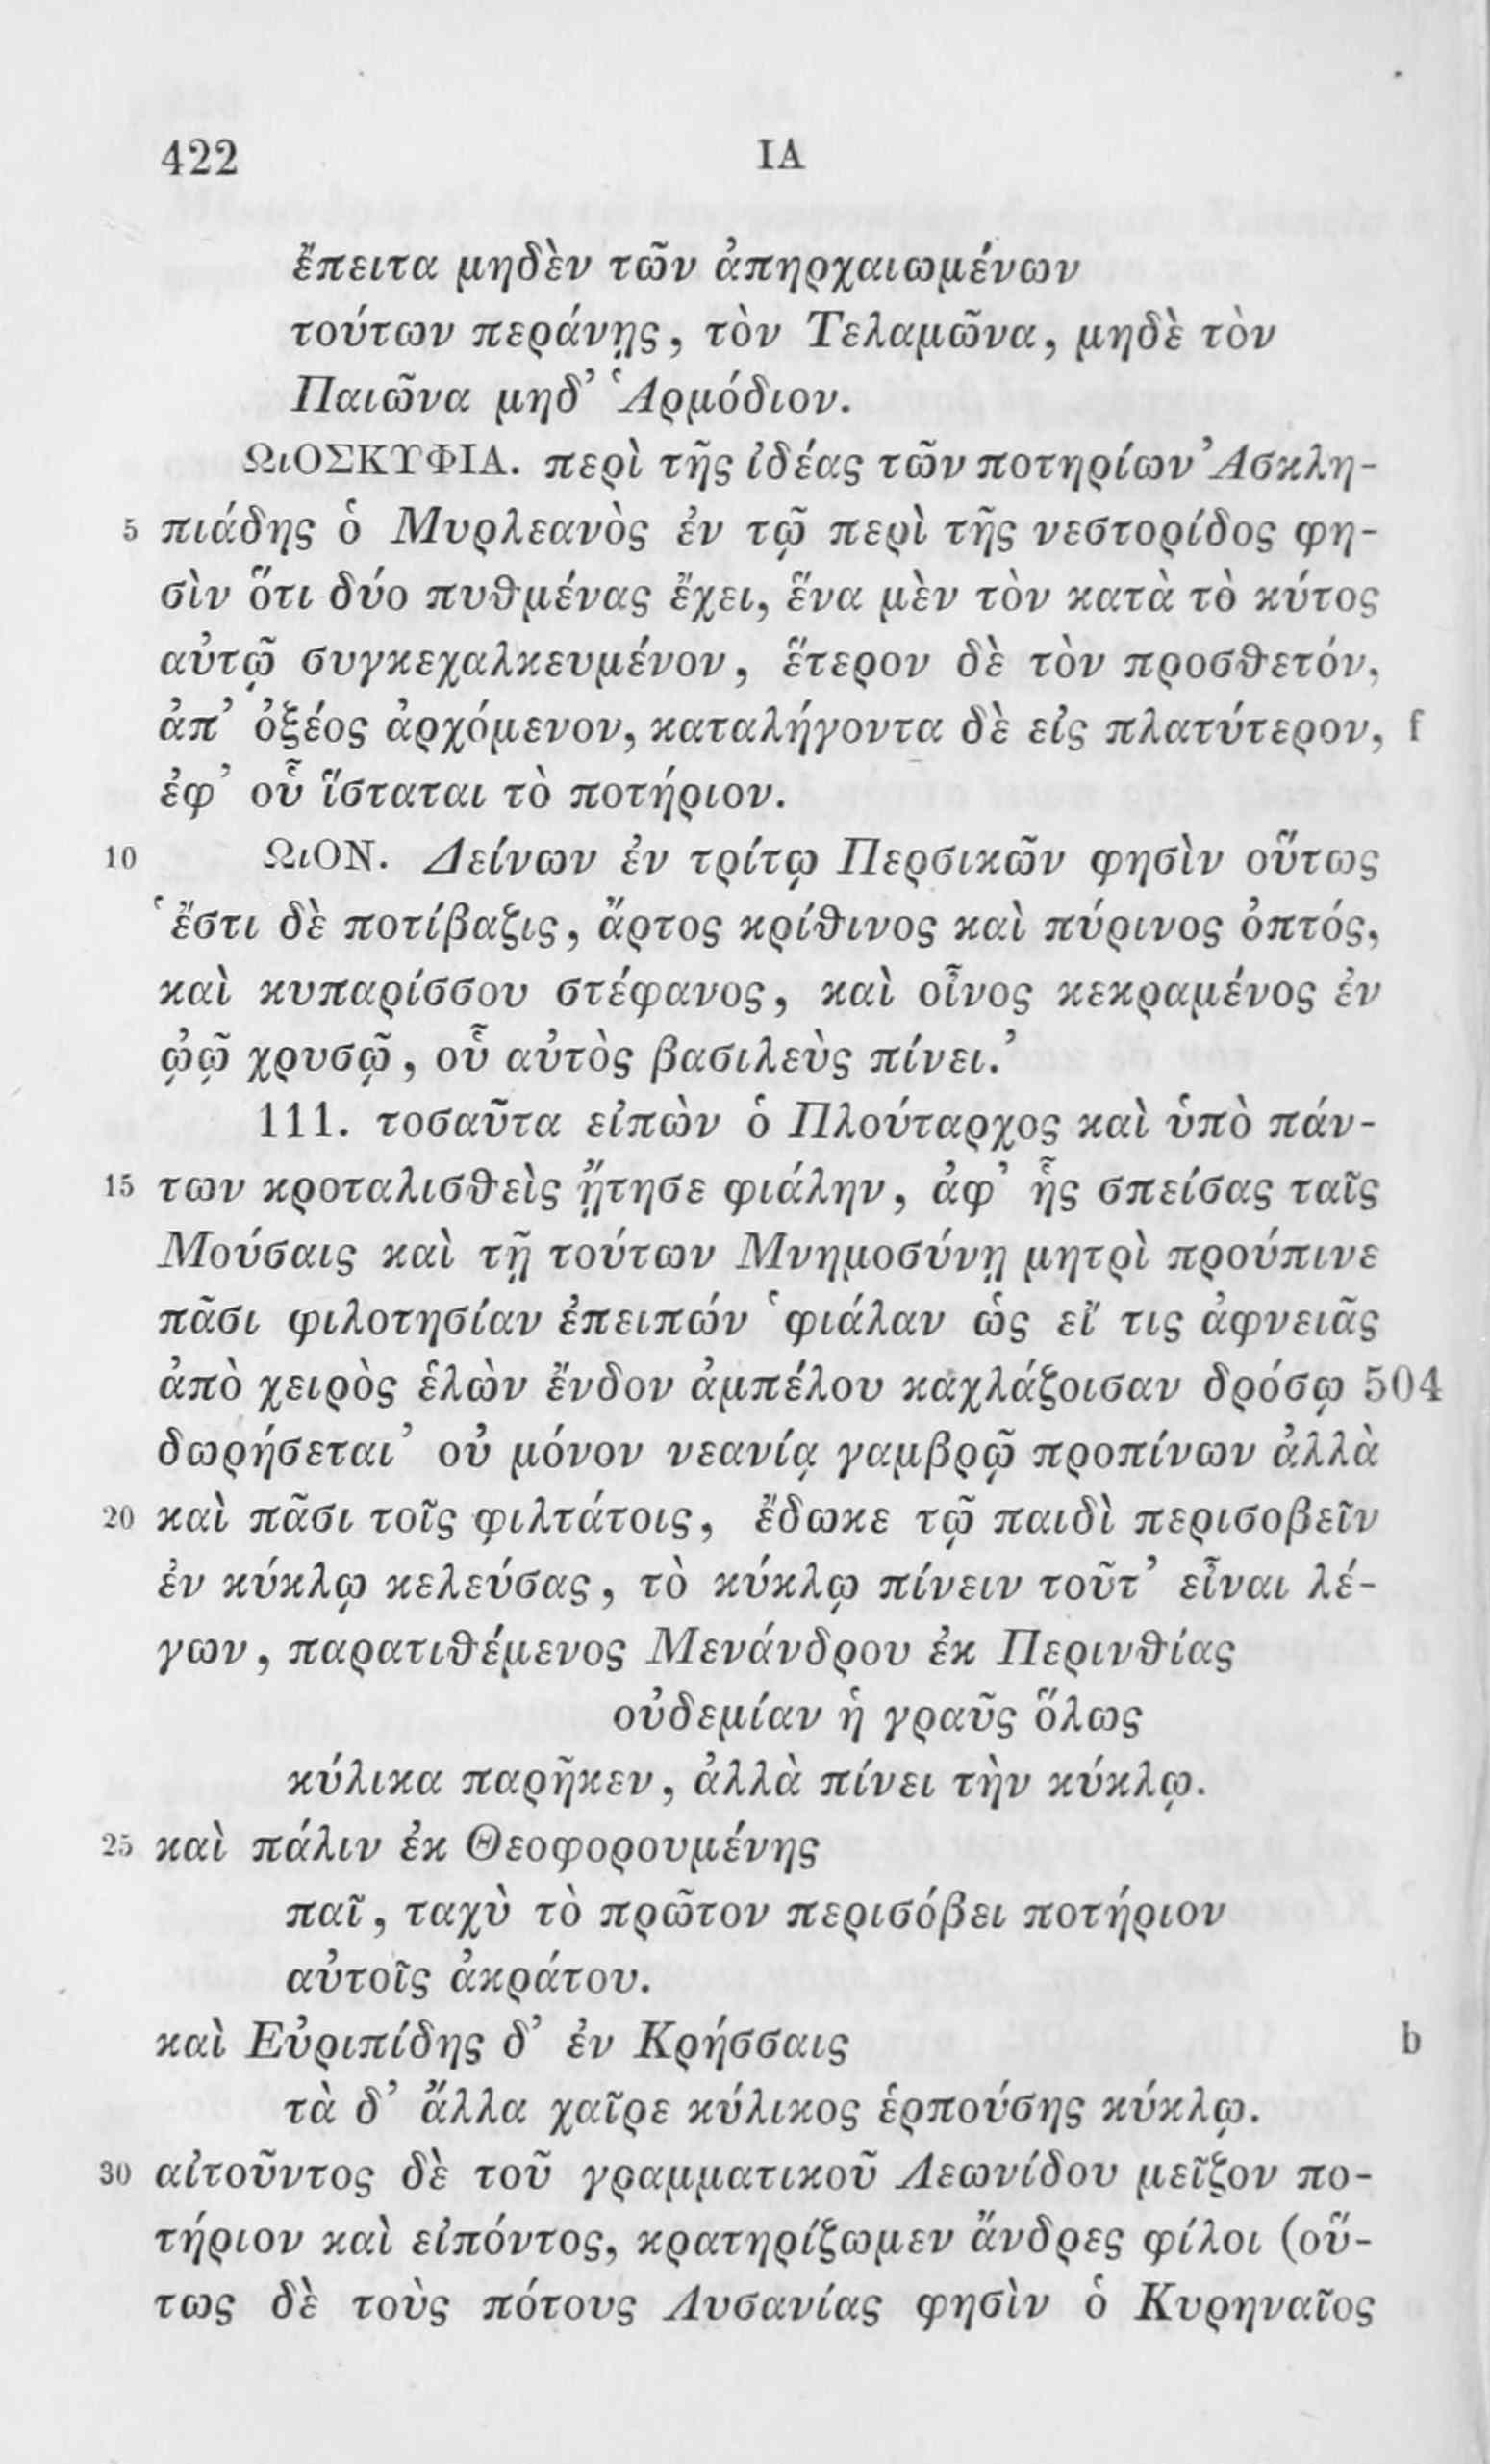 422 ΙΑ
ἔπειτα μηδὲν τῶν ἀπηρχαιωμένων
τούτων περάνῃς, τὸν Τελαμῶνα, μηδὲ τὸν
Παιῶνα μηδ’ Ἁρμόδιον.
ΩιΟΣΚΥΦΙΑ. περὶ τῆς ἰδέας τῶν ποτηρίων Ἀσκλη-
5 πιάδης ὁ Μυρλεανὸς ἐν τῷ περὶ τῆς νεστορίδος φη-
σὶν ὅτι δύο πυθμένας ἔχει, ἕνα μὲν τὸν κατὰ τὸ κύτος
αὐτῷ συγκεχαλκευμένον, ἕτερον δὲ τὸν προσθετόν,
ἀπ’ ὀξέος ἀρχόμενον, καταλήγοντα δὲ εἰς πλατύτερον, f
ἐφ’ οὗ ἵσταται τὸ ποτήριον.
10 ΩιΟΝ. Δείνων ἐν τρίτῳ Περσικῶν φησὶν οὕτως
‘ἔστι δὲ ποτίβαζις, ἄρτος κρίθινος καὶ πύρινος ὀπτός,
καὶ κυπαρίσσου στέφανος, καὶ οἶνος κεκραμένος ἐν
ᾠῷ χρυσῷ, οὗ αὐτὸς βασιλεὺς πίνει.’
111. τοσαῦτα εἰπὼν ὁ Πλούταρχος καὶ ὑπὸ πάν-
15 των κροταλισθεὶς ᾔτησε φιάλην, ἀφ’ ἧς σπείσας ταῖς
Μούσαις καὶ τῇ τούτων Μνημοσύνῃ μητρὶ προύπινε
πᾶσι φιλοτησίαν ἐπειπών ‘φιάλαν ὡς εἴ τις ἀφνειᾶς
ἀπὸ χειρὸς ἑλὼν ἔνδον ἀμπέλου καχλάζοισαν δρόσῳ 504
δωρήσεται’ οὐ μόνον νεανίᾳ γαμβρῷ προπίνων ἀλλὰ
20 καὶ πᾶσι τοῖς φιλτάτοις, ἔδωκε τῷ παιδὶ περισοβεῖν
ἐν κύκλῳ κελεύσας, τὸ κύκλῳ πίνειν τοῦτ’ εἶναι λέ-
γων, παρατιθέμενος Μενάνδρου ἐκ Περινθίας
οὐδεμίαν ἡ γραῦς ὅλως
κύλικα παρῆκεν, ἀλλὰ πίνει τὴν κύκλῳ.
25 καὶ πάλιν ἐκ Θεοφορουμένης
παῖ, ταχὺ τὸ πρῶτον περισόβει ποτήριον
αὐτοῖς ἀκράτου.
καὶ Εὐριπίδης δ’ ἐν Κρήσσαις b
τὰ δ’ ἄλλα χαῖρε κύλικος ἑρπούσης κύκλῳ.
30 αἰτοῦντος δὲ τοῦ γραμματικοῦ Λεωνίδου μεῖζον πο-
τήριον καὶ εἰπόντος, κρατηρίζωμεν ἄνδρες φίλοι (οὕ-
τως δὲ τοὺς πότους Λυσανίας φησὶν ὁ Κυρηναῖος